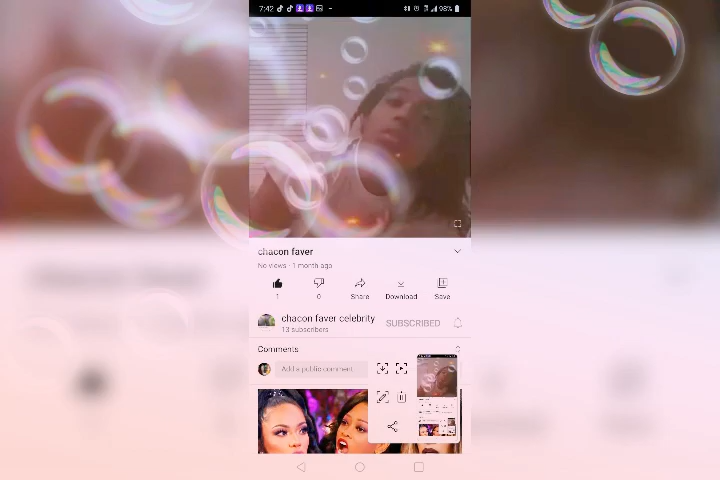 7:42
98%
chacon faver
No views · 1 month ago
1
0
Share
Download
Save
chacon faver celebrity
13 subscribers
SUBSCRIBED
Comments
Add a public comment